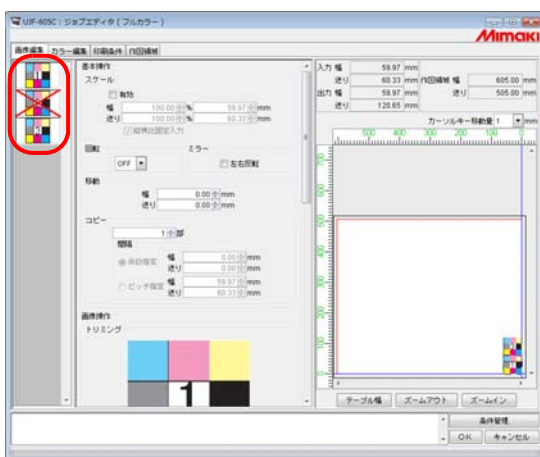 UJF-605C : ジョブエディタ ( フルカラー )
Mimaki
画像編集 カラー編集 印刷条件 作図領域
基本操作
スケール
有効
幅 100.00 % 59.97 mm
送り 100.00 % 60.33 mm
縦横比固定入力
回転 ミラー
OFF 左右反転
移動
幅 0.00 mm
送り 0.00 mm
コピー
1 部
間隔
余白指定 幅 0.00 mm
送り 0.00 mm
ピッチ指定 幅 59.97 mm
送り 60.33 mm
画像操作
トリミング
1
入力 幅 59.97 mm
送り 60.33 mm 作図領域 幅 605.00 mm
出力 幅 59.97 mm 送り 505.00 mm
送り 120.65 mm
カーソルキー移動量 1 mm
500 400 300 200 100 0
テーブル幅 ズームアウト ズームイン
条件管理
OK キャンセル